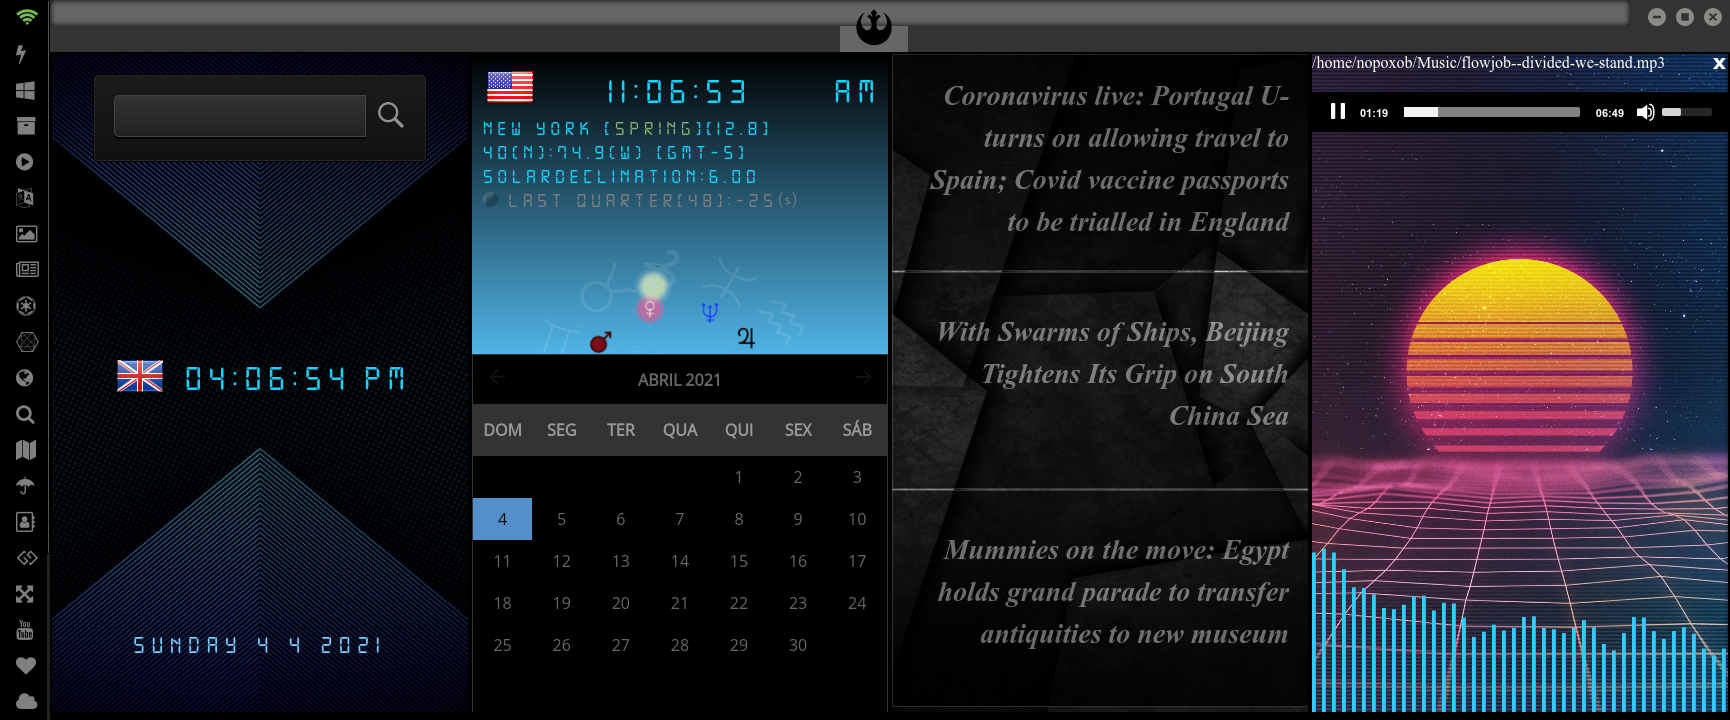 04:06:54 PM
SUNDAY 4 4 2021
11:06:53 AM
NEW YORK [SPRING][12.8]
40(N):74.9(W) [GMT-5]
SOLARDECLINATION:6.00
LAST QUARTER[48]:-25(s)
ABRIL 2021
DOM SEG TER QUA QUI SEX SÁB
1 2 3
4 5 6 7 8 9 10
11 12 13 14 15 16 17
18 19 20 21 22 23 24
25 26 27 28 29 30
Coronavirus live: Portugal U-
turns on allowing travel to
Spain; Covid vaccine passports
to be trialled in England
With Swarms of Ships, Beijing
Tightens Its Grip on South
China Sea
Mummies on the move: Egypt
holds grand parade to transfer
antiquities to new museum
/home/nopoxob/Music/flowjob--divided-we-stand.mp3 x
01:19 06:49
You
Tube